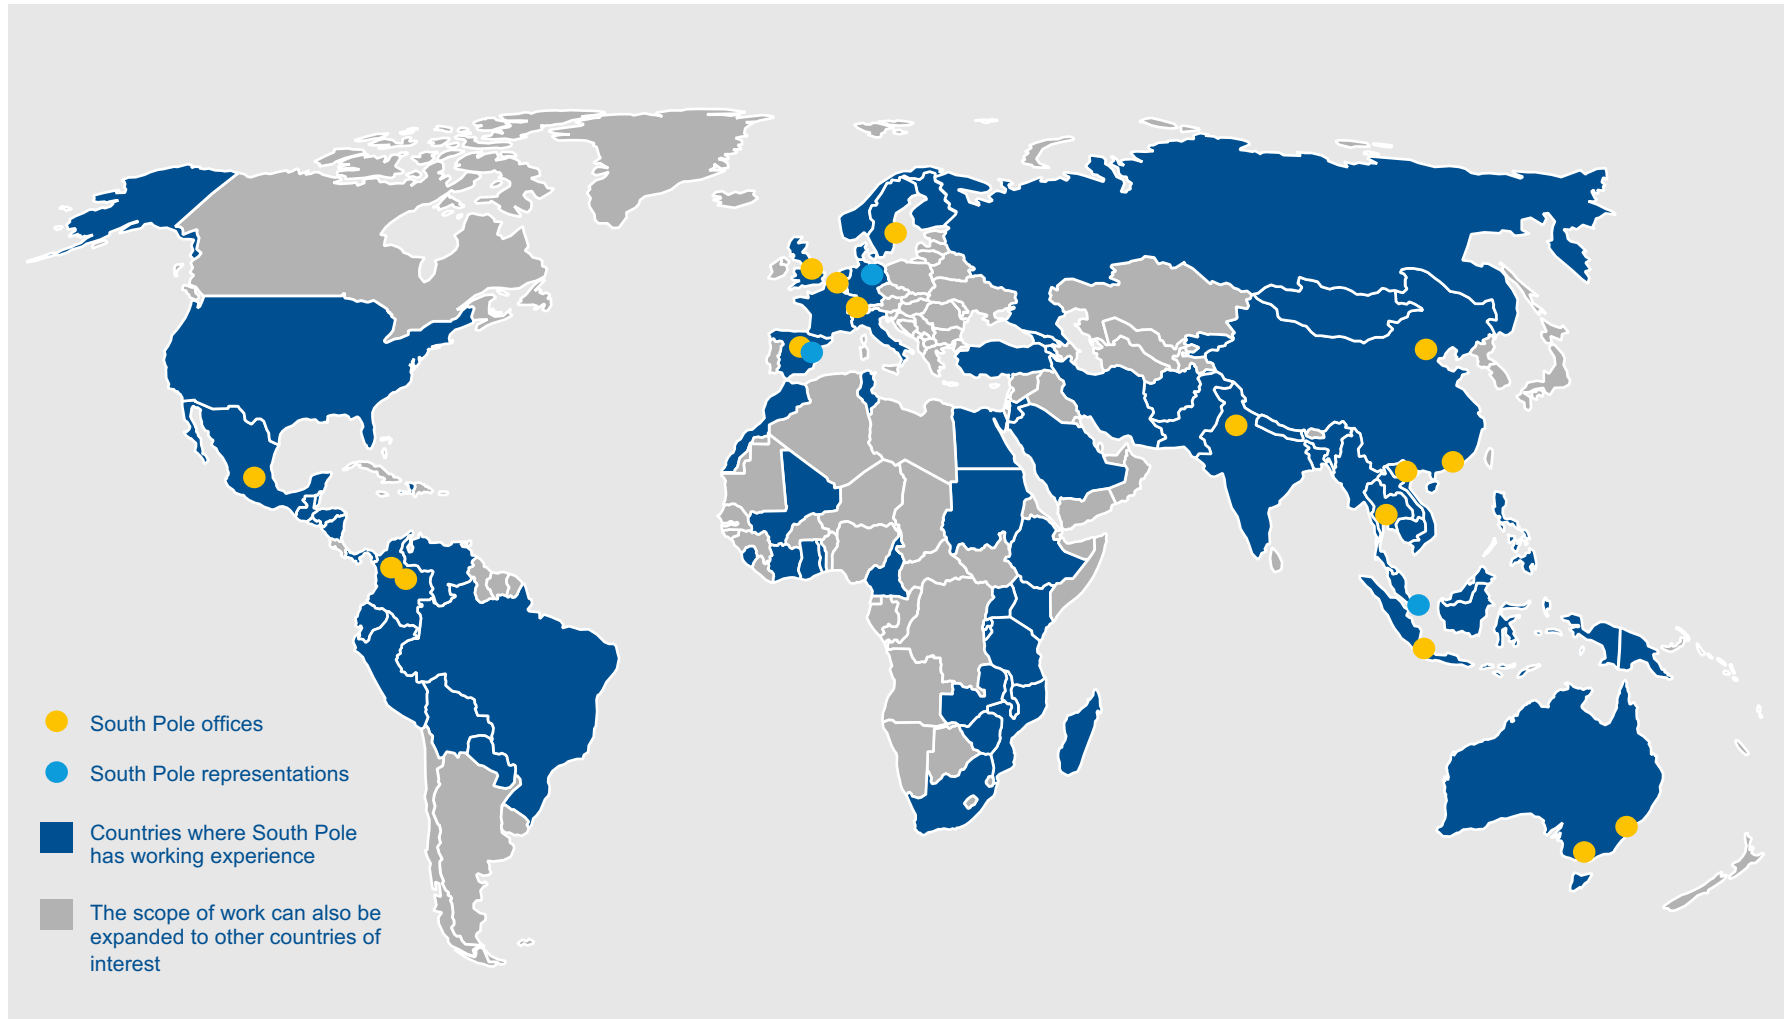 South Pole offices
South Pole representations
Countries where South Pole
has working experience
The scope of work can also be
expanded to other countries of
interest